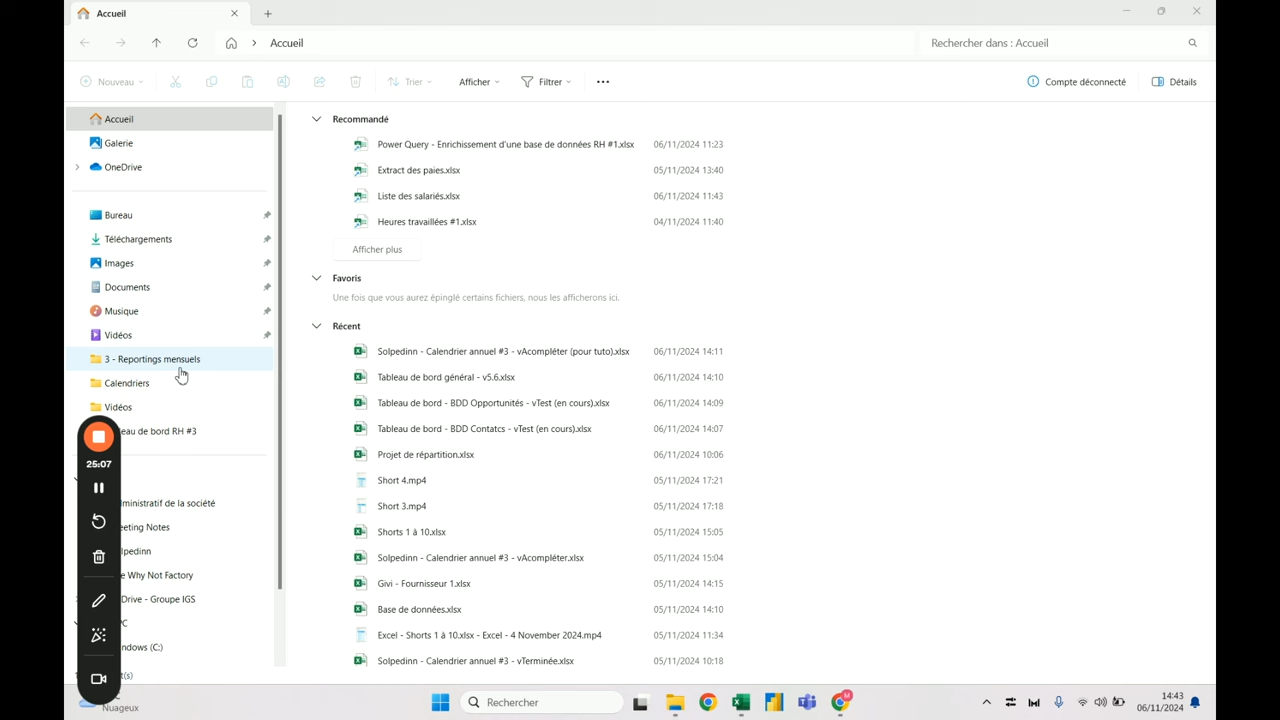 Accueil
Accueil
Rechercher dans : Accueil
Nouveau
Trier
Afficher
Filtrer
Compte déconnecté
Détails
Accueil
Galerie
OneDrive
Bureau
Téléchargements
Images
Documents
Musique
Vidéos
3 - Reportings mensuels
Calendriers
Vidéos
eau de bord RH #3
25:07
ministratif de la société
eeting Notes
lpedinn
e Why Not Factory
Drive - Groupe IGS
PC
ndows (C:)
Recommandé
Power Query - Enrichissement d'une base de données RH #1.xlsx 06/11/2024 11:23
Extract des paies.xlsx 05/11/2024 13:40
Liste des salariés.xlsx 06/11/2024 11:43
Heures travaillées #1.xlsx 04/11/2024 11:40
Afficher plus
Favoris
Une fois que vous aurez épinglé certains fichiers, nous les afficherons ici.
Récent
Solpedinn - Calendrier annuel #3 - vAcompléter (pour tuto).xlsx 06/11/2024 14:11
Tableau de bord général - v5.6.xlsx 06/11/2024 14:10
Tableau de bord - BDD Opportunités - vTest (en cours).xlsx 06/11/2024 14:09
Tableau de bord - BDD Contatcs - vTest (en cours).xlsx 06/11/2024 14:07
Projet de répartition.xlsx 06/11/2024 10:06
Short 4.mp4 05/11/2024 17:21
Short 3.mp4 05/11/2024 17:18
Shorts 1 à 10.xlsx 05/11/2024 15:05
Solpedinn - Calendrier annuel #3 - vAcompléter.xlsx 05/11/2024 15:04
Givi - Fournisseur 1.xlsx 05/11/2024 14:15
Base de données.xlsx 05/11/2024 14:10
Excel - Shorts 1 à 10.xlsx - Excel - 4 November 2024.mp4 05/11/2024 11:34
Solpedinn - Calendrier annuel #3 - vTerminée.xlsx 05/11/2024 10:18
Nuageux
Rechercher
14:43
06/11/2024